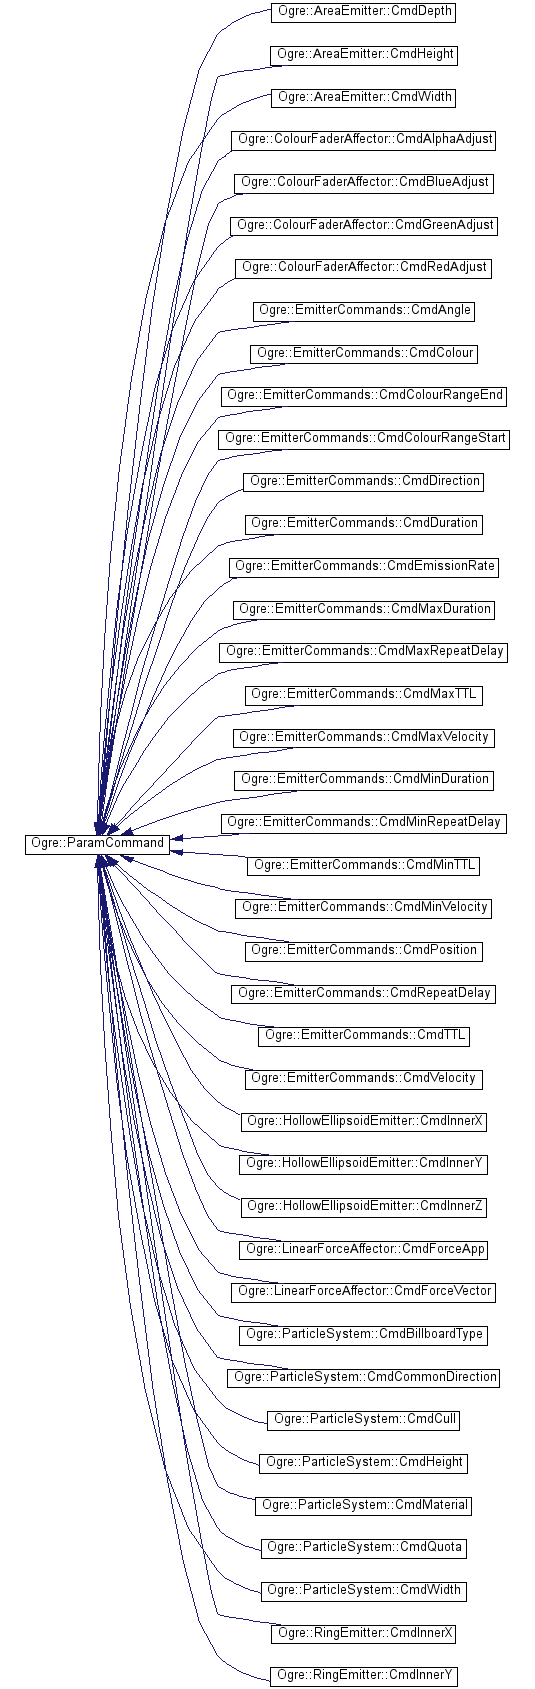 Ogre::AreaEmitter::CmdDepth
Ogre::AreaEmitter::CmdHeight
Ogre::AreaEmitter::CmdWidth
Ogre::ColourFaderAffector::CmdAlphaAdjust
Ogre::ColourFaderAffector::CmdBlueAdjust
Ogre::ColourFaderAffector::CmdGreenAdjust
Ogre::ColourFaderAffector::CmdRedAdjust
Ogre::EmitterCommands::CmdAngle
Ogre::EmitterCommands::CmdColour
Ogre::EmitterCommands::CmdColourRangeEnd
Ogre::EmitterCommands::CmdColourRangeStart
Ogre::EmitterCommands::CmdDirection
Ogre::EmitterCommands::CmdDuration
Ogre::EmitterCommands::CmdEmissionRate
Ogre::EmitterCommands::CmdMaxDuration
Ogre::EmitterCommands::CmdMaxRepeatDelay
Ogre::EmitterCommands::CmdMaxTTL
Ogre::EmitterCommands::CmdMaxVelocity
Ogre::EmitterCommands::CmdMinDuration
Ogre::EmitterCommands::CmdMinRepeatDelay
Ogre::ParamCommand
Ogre::EmitterCommands::CmdMinTTL
Ogre::EmitterCommands::CmdMinVelocity
Ogre::EmitterCommands::CmdPosition
Ogre::EmitterCommands::CmdRepeatDelay
Ogre::EmitterCommands::CmdTTL
Ogre::EmitterCommands::CmdVelocity
Ogre::HollowEllipsoidEmitter::CmdInnerX
Ogre::HollowEllipsoidEmitter::CmdInnerY
Ogre::HollowEllipsoidEmitter::CmdInnerZ
Ogre::LinearForceAffector::CmdForceApp
Ogre::LinearForceAffector::CmdForceVector
Ogre::ParticleSystem::CmdBillboardType
Ogre::ParticleSystem::CmdCommonDirection
Ogre::ParticleSystem::CmdCull
Ogre::ParticleSystem::CmdHeight
Ogre::ParticleSystem::CmdMaterial
Ogre::ParticleSystem::CmdQuota
Ogre::ParticleSystem::CmdWidth
Ogre::RingEmitter::CmdInnerX
Ogre::RingEmitter::CmdInnerY